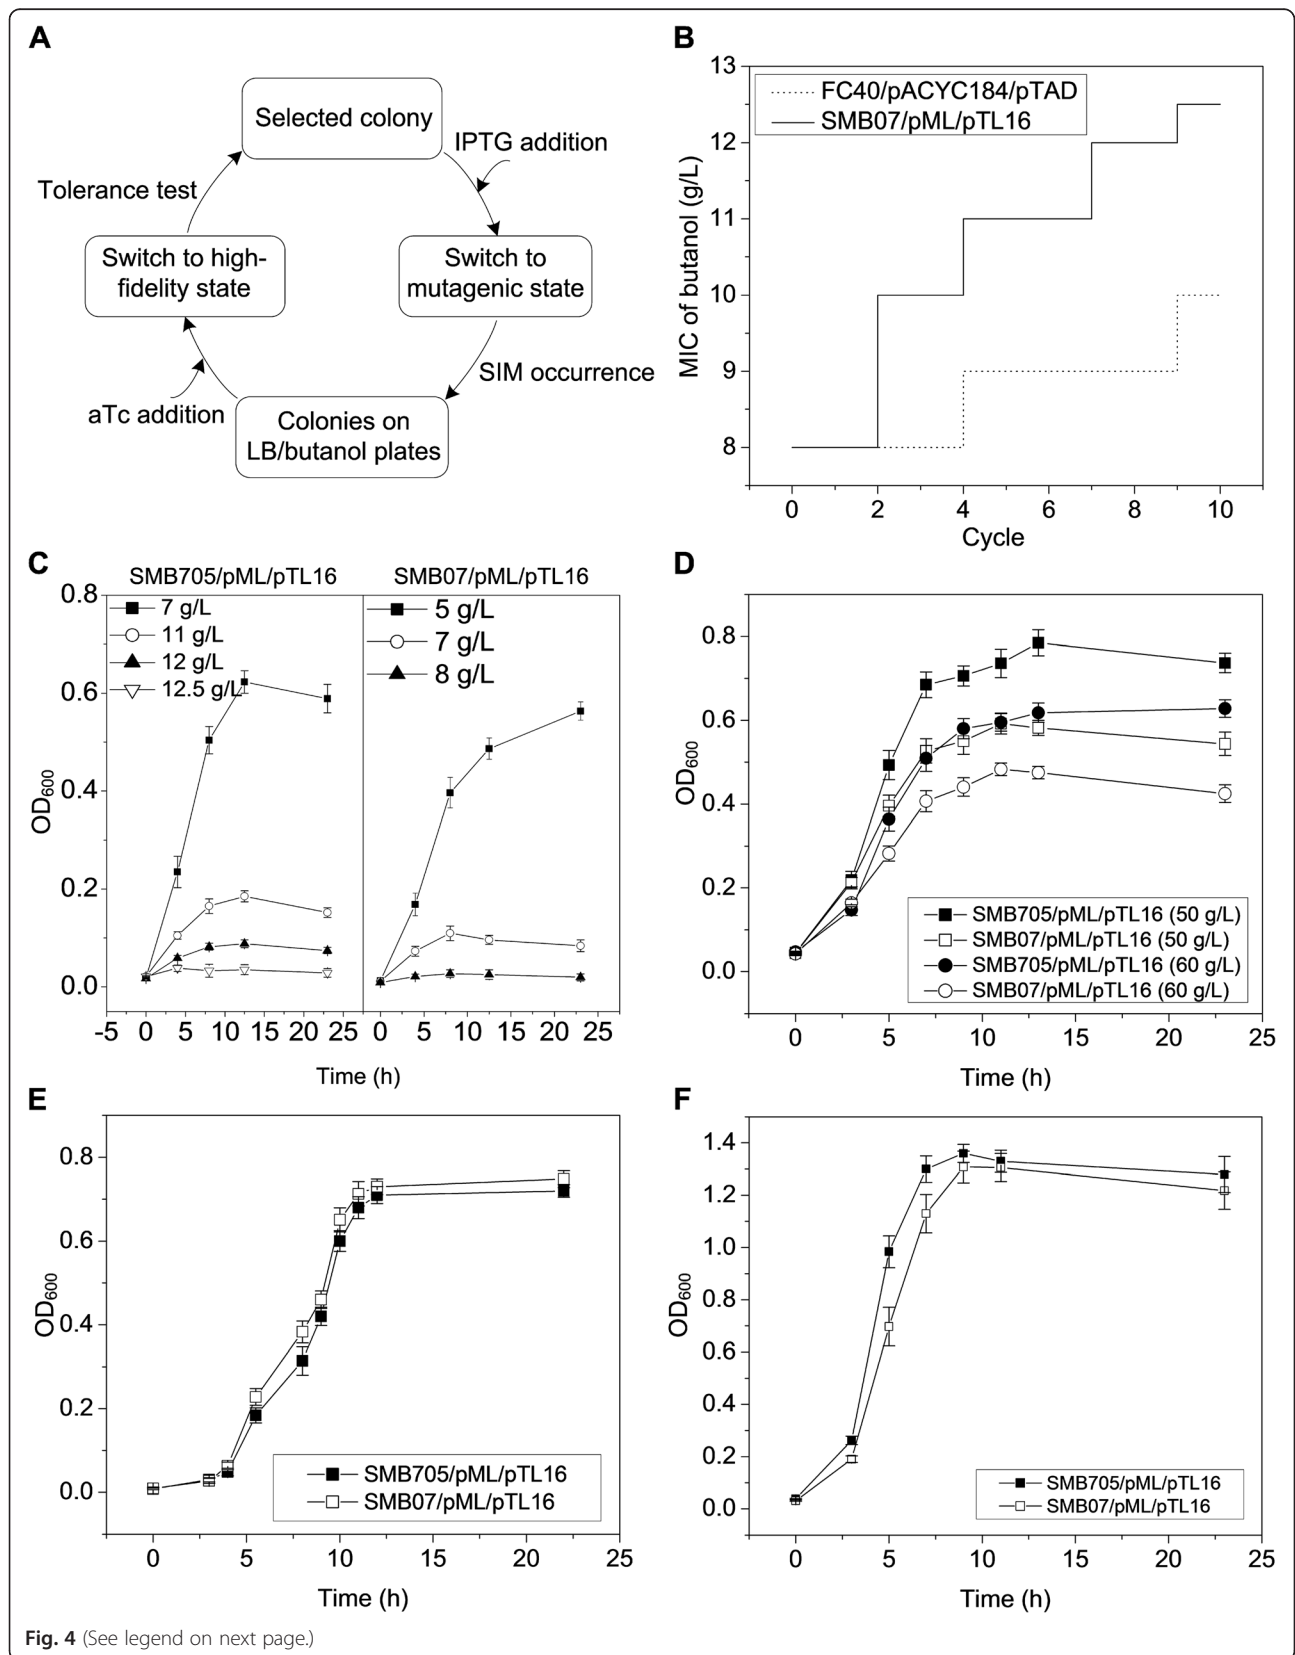 A
Selected colony
IPTG addition
Tolerance test
Switch to high-
fidelity state
Switch to
mutagenic state
SIM occurrence
aTc addition
Colonies on
LB/butanol plates
B
FC40/pACYC184/pTAD
SMB07/pML/pTL16
MIC of butanol (g/L)
13
12
11
10
9
8
0 2 4 6 8 10
Cycle
C
SMB705/pML/pTL16
SMB07/pML/pTL16
7 g/L
11 g/L
12 g/L
12.5 g/L
5 g/L
7 g/L
8 g/L
OD600
0.8
0.6
0.4
0.2
0.0
-5 0 5 10 15 20 25
0 5 10 15 20 25
Time (h)
D
OD600
0.8
0.6
0.4
0.2
0.0
SMB705/pML/pTL16 (50 g/L)
SMB07/pML/pTL16 (50 g/L)
SMB705/pML/pTL16 (60 g/L)
SMB07/pML/pTL16 (60 g/L)
0 5 10 15 20 25
Time (h)
E
OD600
0.8
0.6
0.4
0.2
0.0
SMB705/pML/pTL16
SMB07/pML/pTL16
0 5 10 15 20 25
Time (h)
F
OD600
1.4
1.2
1.0
0.8
0.6
0.4
0.2
0.0
SMB705/pML/pTL16
SMB07/pML/pTL16
0 5 10 15 20 25
Time (h)
Fig. 4 (See legend on next page.)